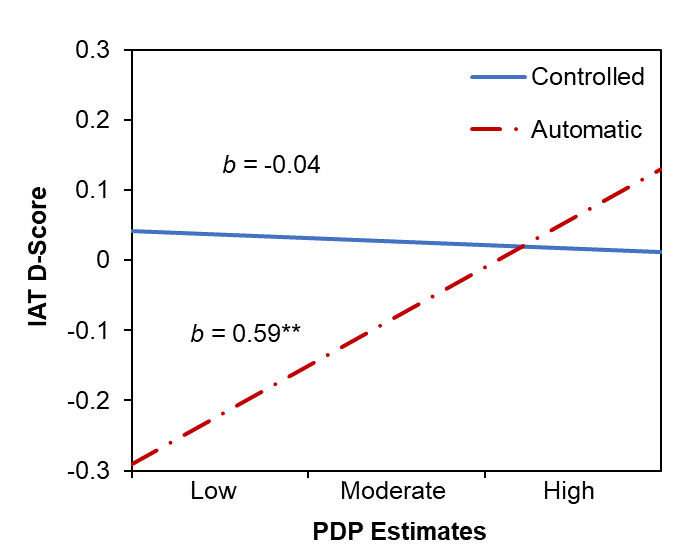 0.3
0.2
0.1
0
-0.1
-0.2
-0.3
IAT D-Score
Controlled
Automatic
b = -0.04
b = 0.59**
Low Moderate High
PDP Estimates